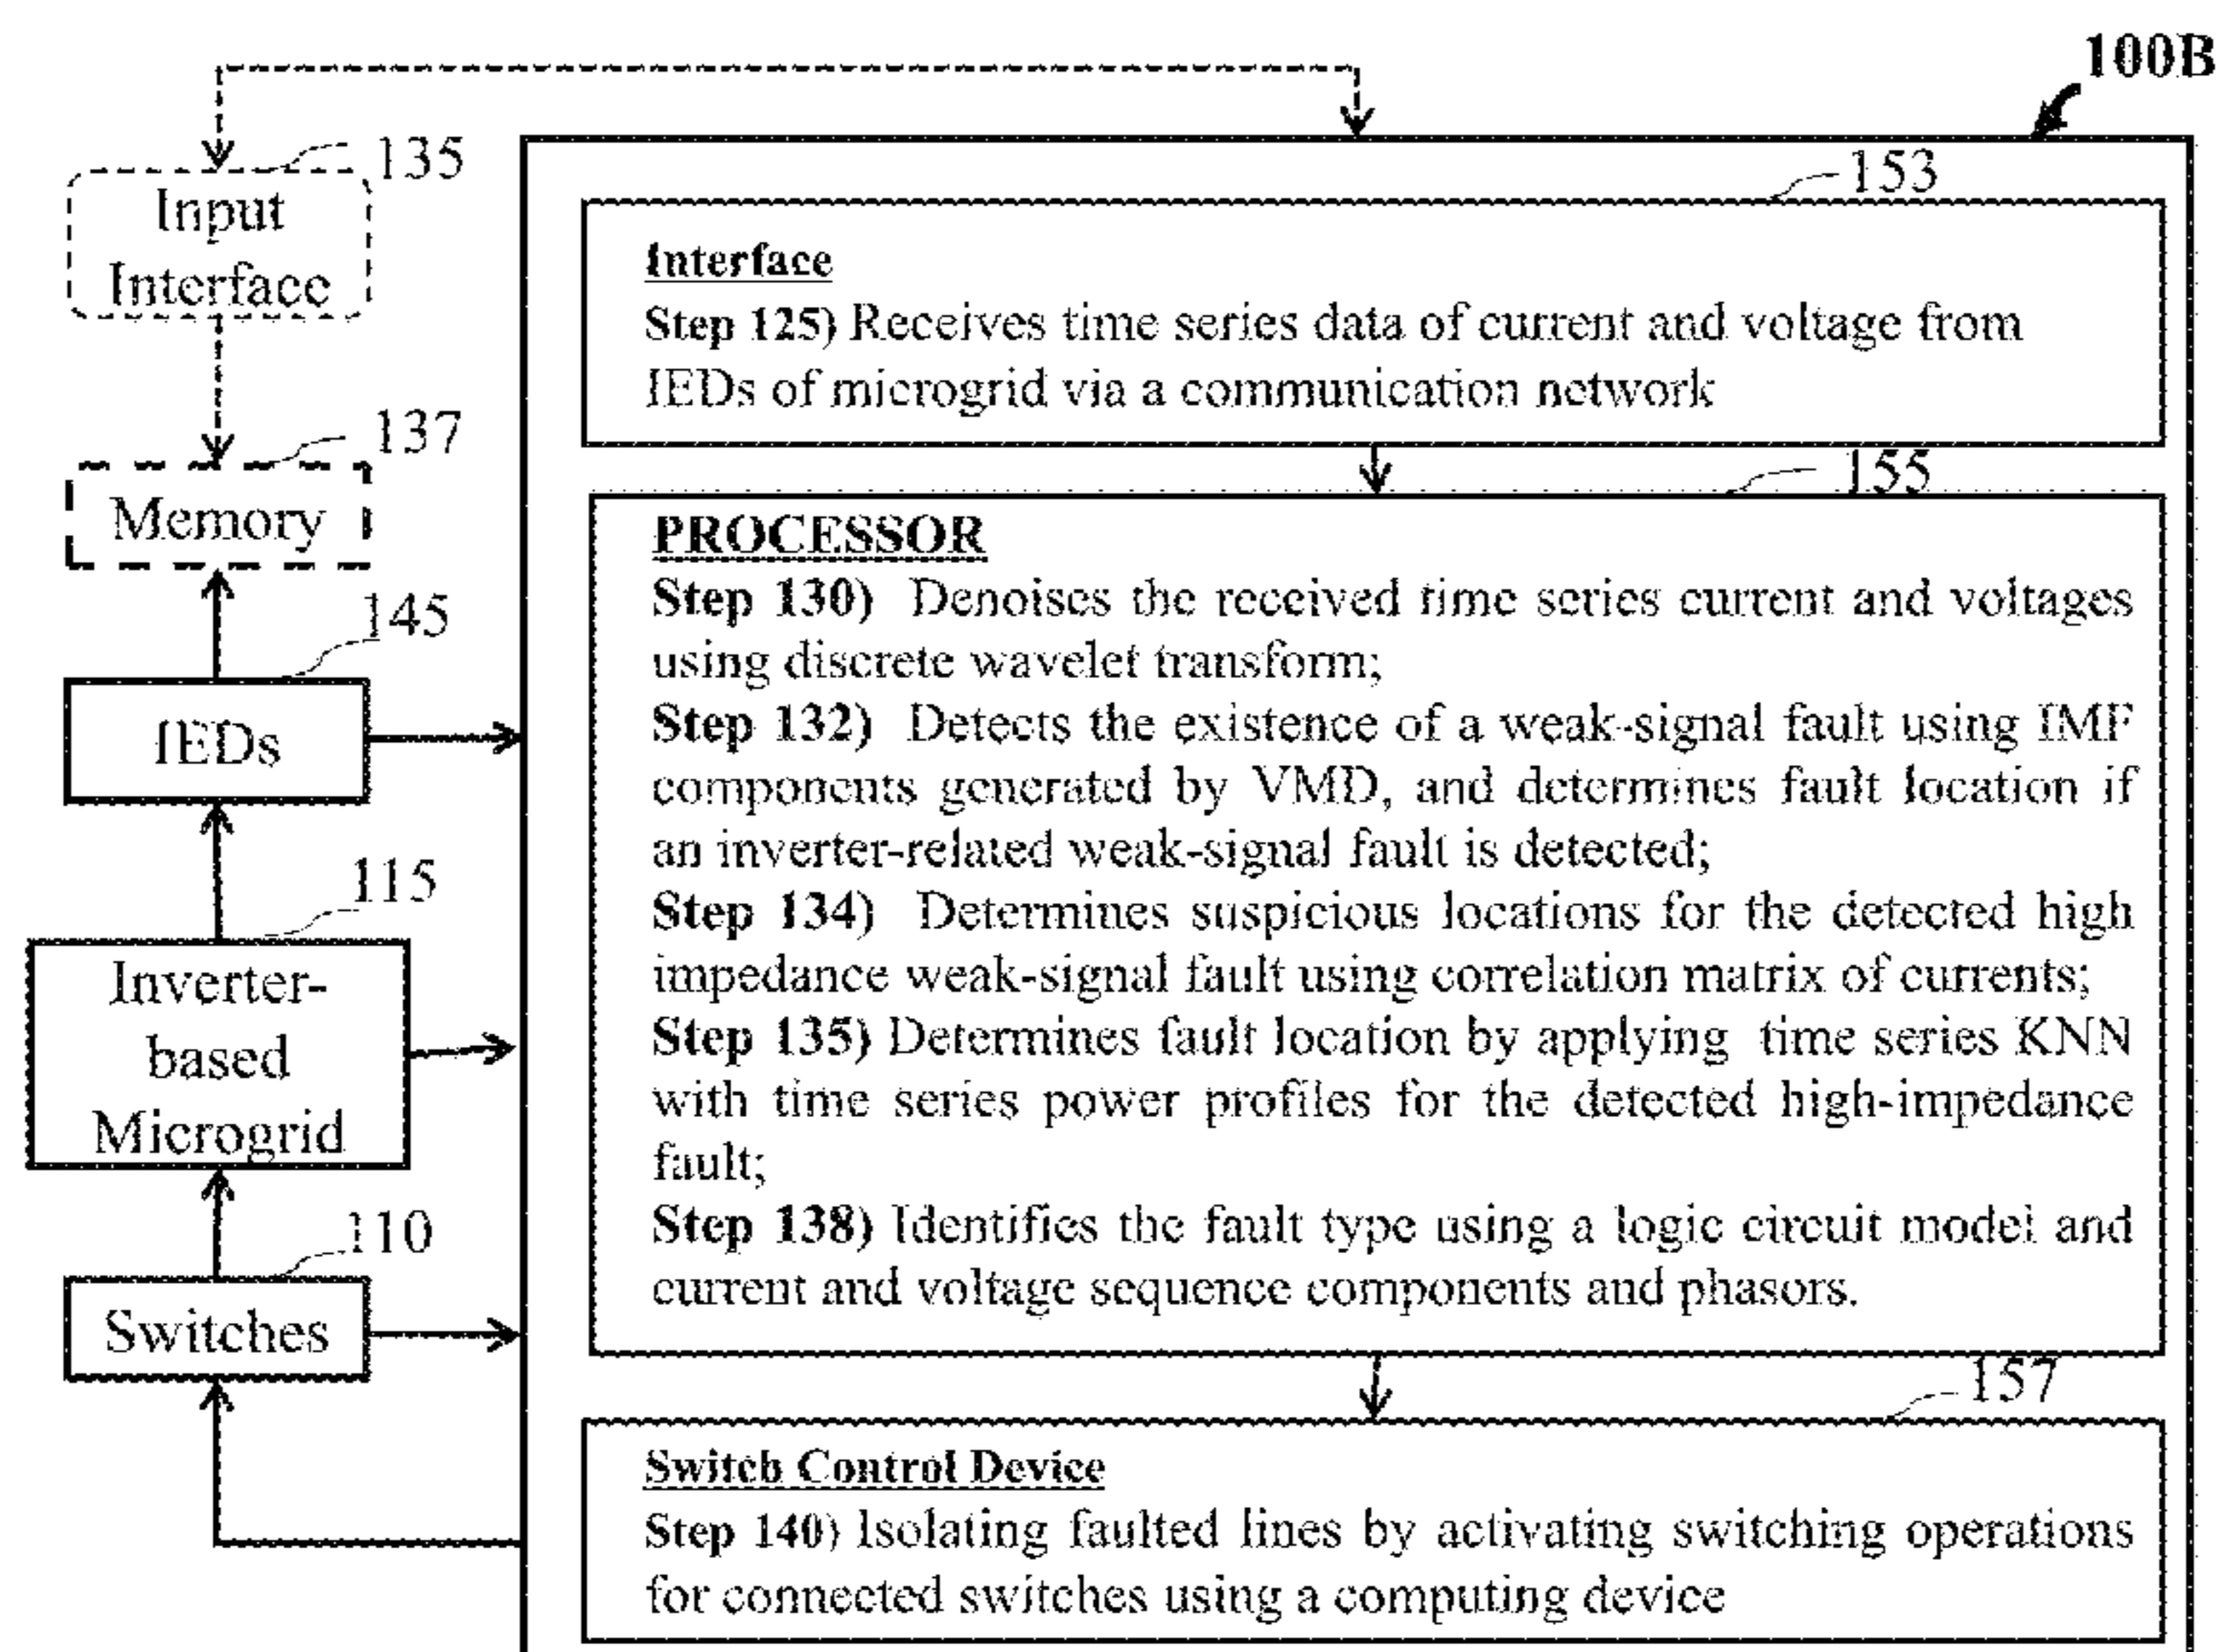 100B
135
Input
Interface
137
Memory
145
IEDs
115
Inverter-
based
Microgrid
110
Switches
153
Interface
Step 125) Receives time series data of current and voltage from
IEDs of microgrid via a communication network
155
PROCESSOR
Step 130) Denoises the received time series current and voltages
using discrete wavelet transform;
Step 132) Detects the existence of a weak-signal fault using IMF
components generated by VMD, and determines fault location if
an inverter-related weak-signal fault is detected;
Step 134) Determines suspicious locations for the detected high
impedance weak-signal fault using correlation matrix of currents;
Step 135) Determines fault location by applying time series KNN
with time series power profiles for the detected high-impedance
fault;
Step 138) Identifies the fault type using a logic circuit model and
current and voltage sequence components and phasors.
157
Switch Control Device
Step 140) Isolating faulted lines by activating switching operations
for connected switches using a computing device